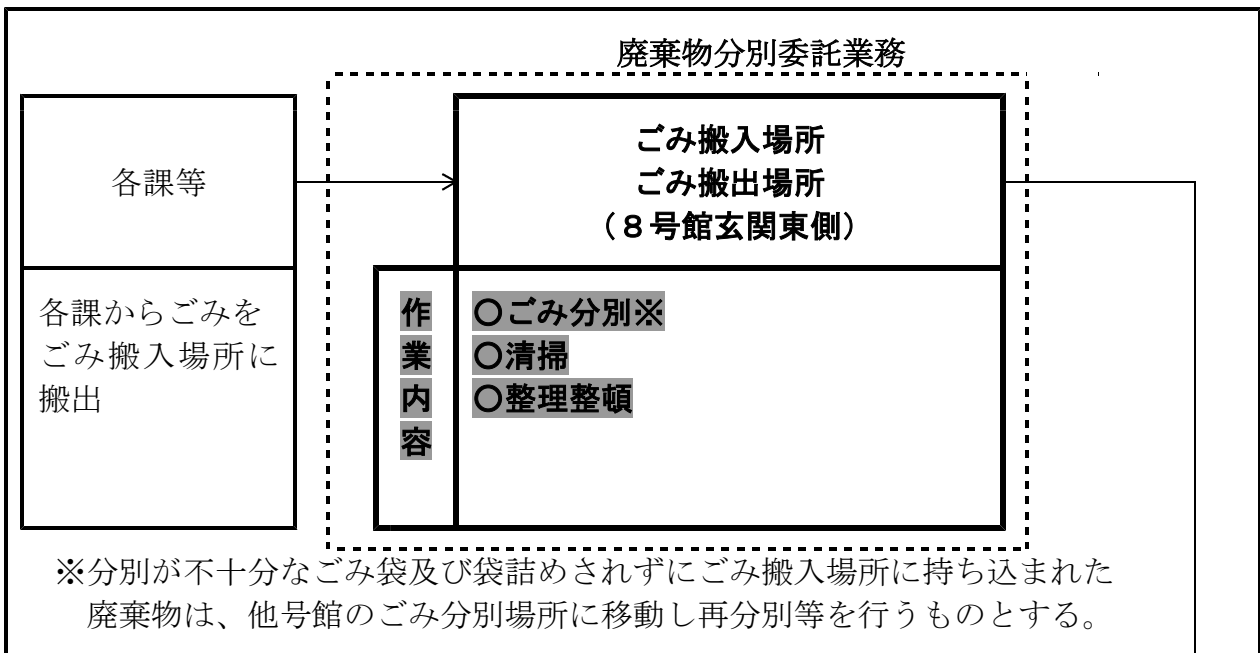 廃棄物分別委託業務
各課等
ごみ搬入場所
ごみ搬出場所
（８号館玄関東側）
各課からごみを
ごみ搬入場所に
搬出
作
業
内
容
○ごみ分別※
○清掃
○整理整頓
※分別が不十分なごみ袋及び袋詰めされずにごみ搬入場所に持ち込まれた
廃棄物は、他号館のごみ分別場所に移動し再分別等を行うものとする。